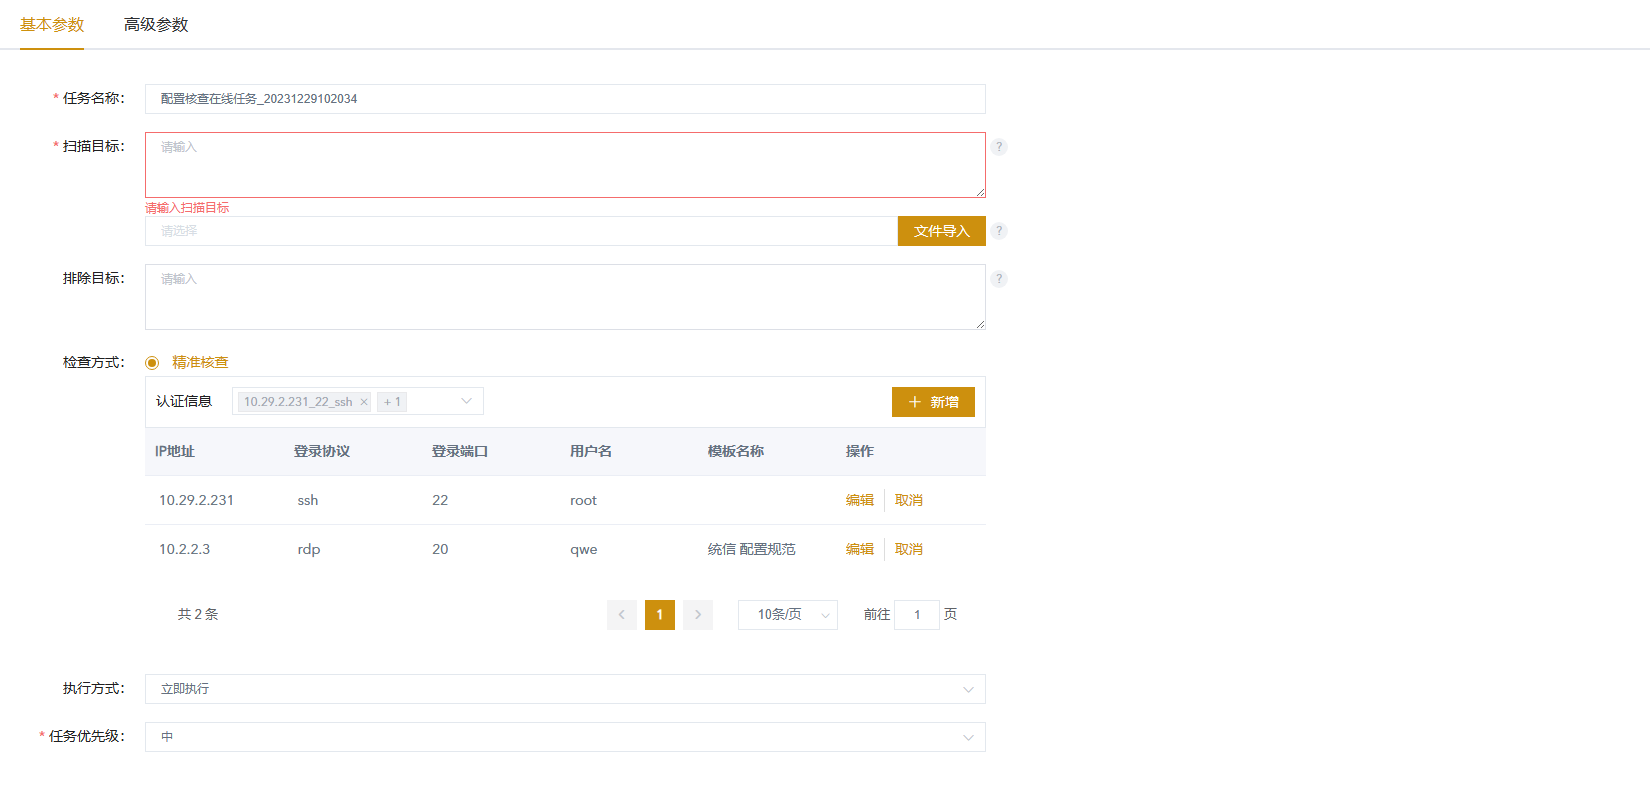 基本参数 高级参数
* 任务名称： 配置核查在线任务_20231229102034
* 扫描目标： 请输入 ?
请输入扫描目标
请选择 文件导入 ?
排除目标： 请输入 ?
检查方式： 精准核查
认证信息 10.29.2.231_22_ssh × + 1 + 新增
IP地址 登录协议 登录端口 用户名 模板名称 操作
10.29.2.231 ssh 22 root 编辑 取消
10.2.2.3 rdp 20 qwe 统信 配置规范 编辑 取消
共 2 条 < 1 > 10条/页 前往 1 页
执行方式： 立即执行
* 任务优先级： 中